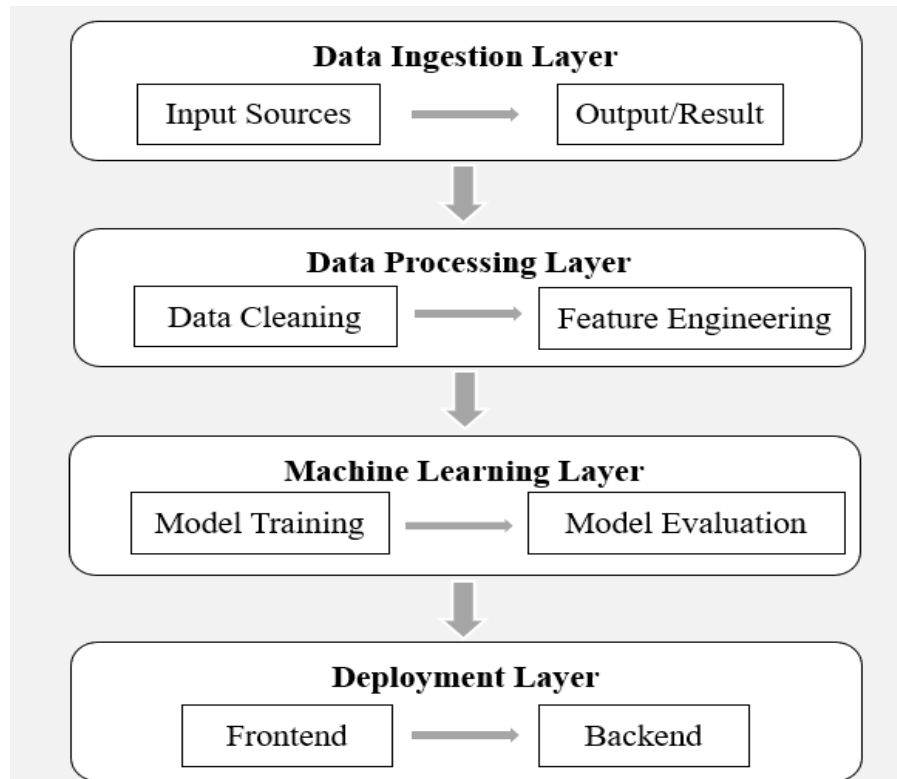 Data Ingestion Layer
Input Sources
Output/Result
Data Processing Layer
Data Cleaning
Feature Engineering
Machine Learning Layer
Model Training
Model Evaluation
Deployment Layer
Frontend
Backend